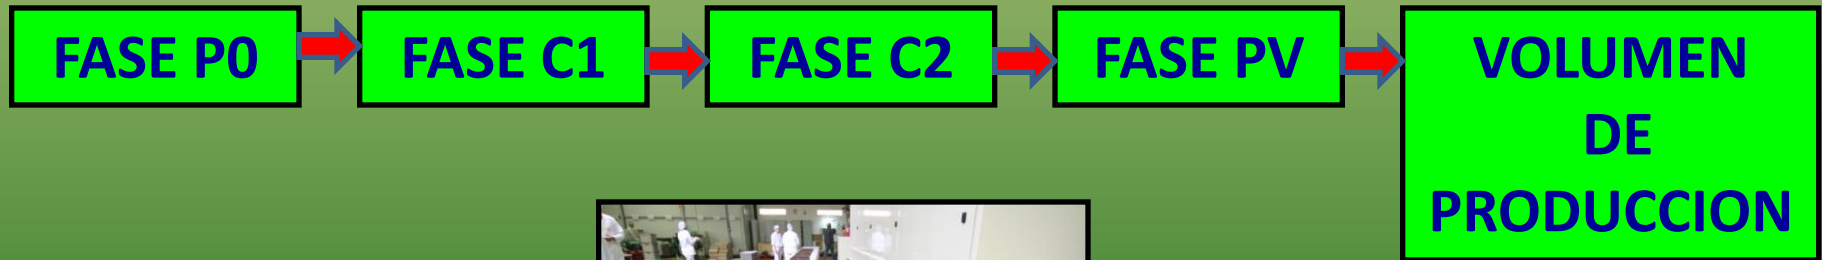 FASE P0
FASE C1
FASE C2
FASE PV
VOLUMEN
DE
PRODUCCION